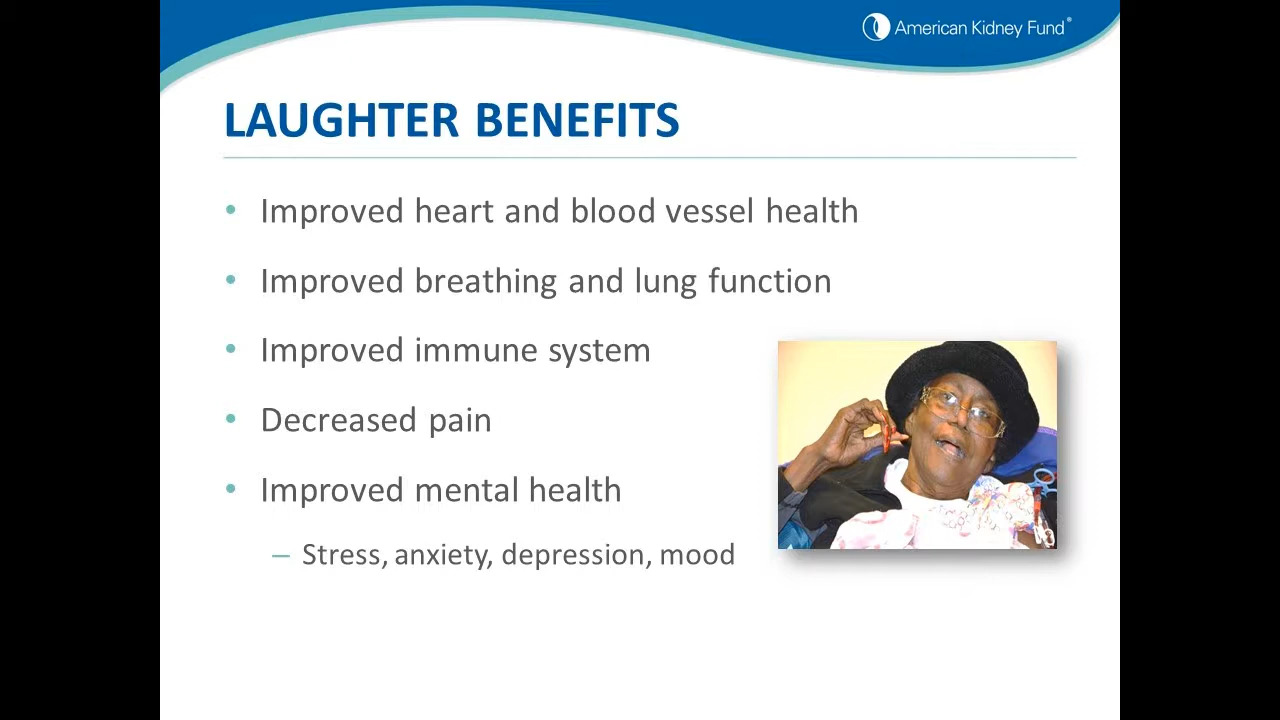 American Kidney Fund®
LAUGHTER BENEFITS
• Improved heart and blood vessel health
• Improved breathing and lung function
• Improved immune system
• Decreased pain
• Improved mental health
– Stress, anxiety, depression, mood